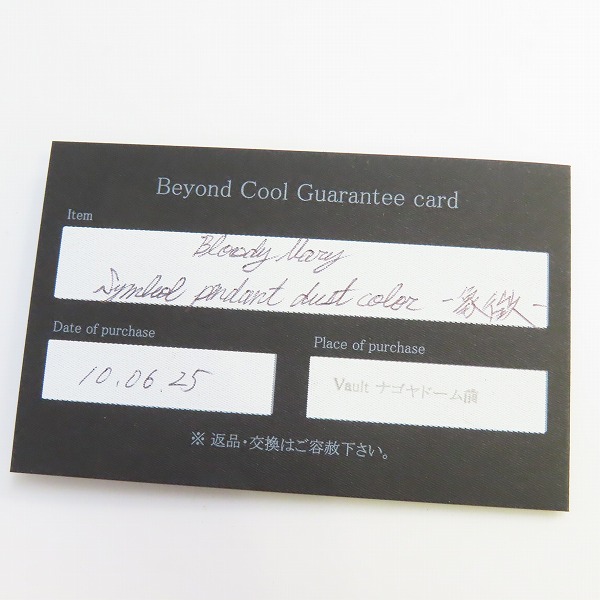 Beyond Cool Guarantee card
Item
Bloody Mary
Symbol pendant dust color -象徴-
Date of purchase
Place of purchase
10.06.25
Vault ナゴヤドーム前
※ 返品・交換はご容赦下さい。